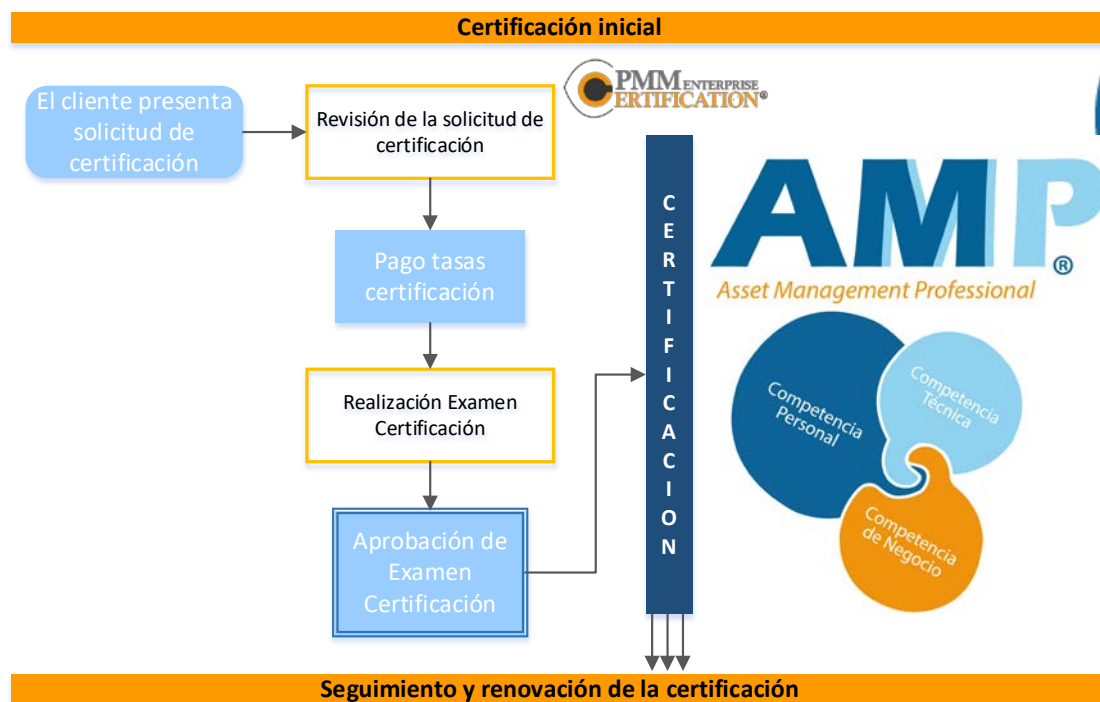 Certificación inicial
El cliente presenta
solicitud de
certificación
Revisión de la solicitud de
certificación
PMM ENTERPRISE
CERTIFICATION®
Pago tasas
certificación
Realización Examen
Certificación
Aprobación de
Examen
Certificación
C
E
R
T
I
F
I
C
A
C
I
O
N
AMP®
Asset Management Professional
Competencia
Personal
Competencia
Técnica
Competencia
de Negocio
Seguimiento y renovación de la certificación